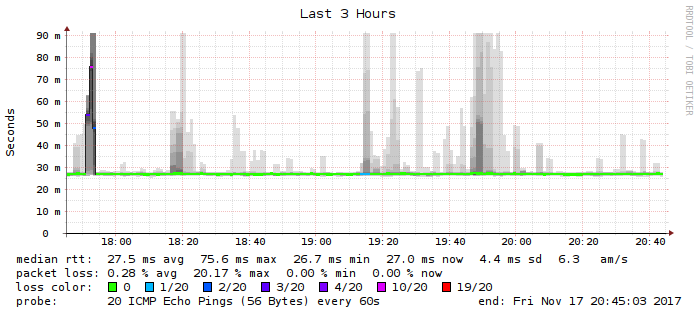 Last 3 Hours
RRDTOOL / TOBI OETIKER
Seconds
90 m
80 m
70 m
60 m
50 m
40 m
30 m
20 m
10 m
0
18:00 18:20 18:40 19:00 19:20 19:40 20:00 20:20 20:40
median rtt: 27.5 ms avg 75.6 ms max 26.7 ms min 27.0 ms now 4.4 ms sd 6.3 am/s
packet loss: 0.28 % avg 20.17 % max 0.00 % min 0.00 % now
loss color: 0 1/20 2/20 3/20 4/20 10/20 19/20
probe: 20 ICMP Echo Pings (56 Bytes) every 60s end: Fri Nov 17 20:45:03 2017